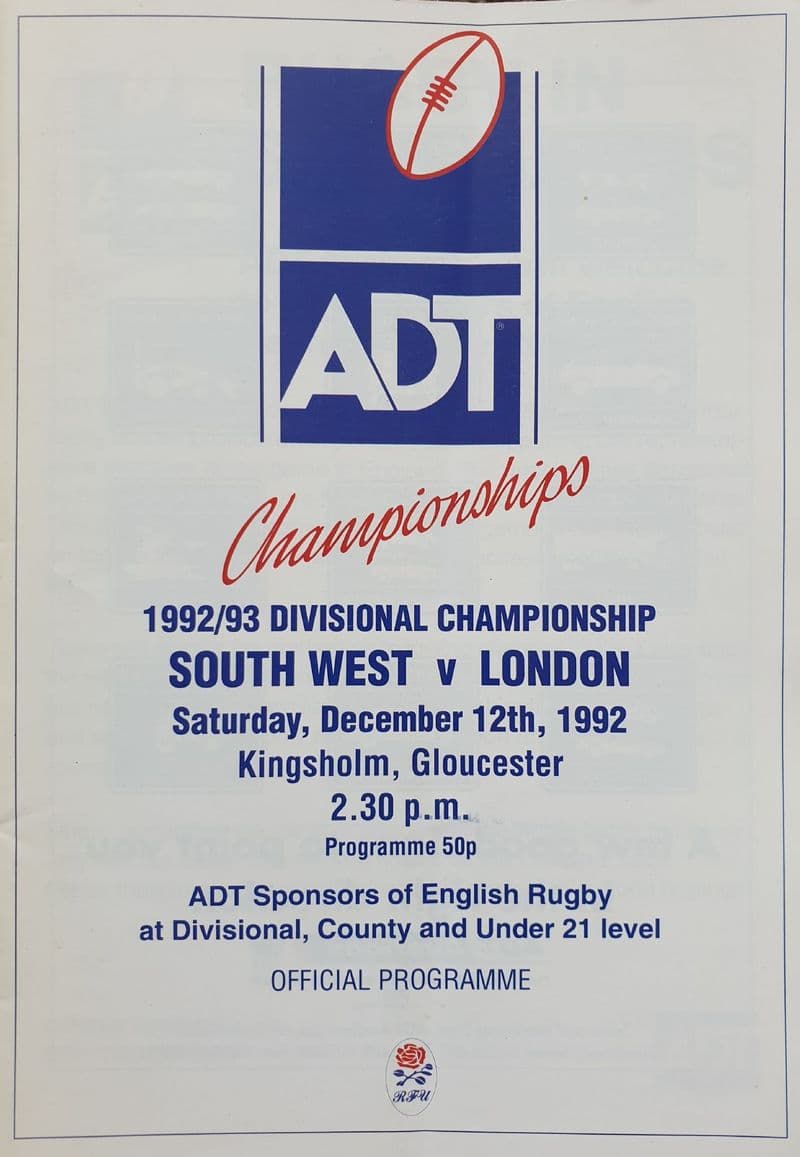 ADT®
Championships
1992/93 DIVISIONAL CHAMPIONSHIP
SOUTH WEST v LONDON
Saturday, December 12th, 1992
Kingsholm, Gloucester
2.30 p.m.
Programme 50p
ADT Sponsors of English Rugby
at Divisional, County and Under 21 level
OFFICIAL PROGRAMME
RFU